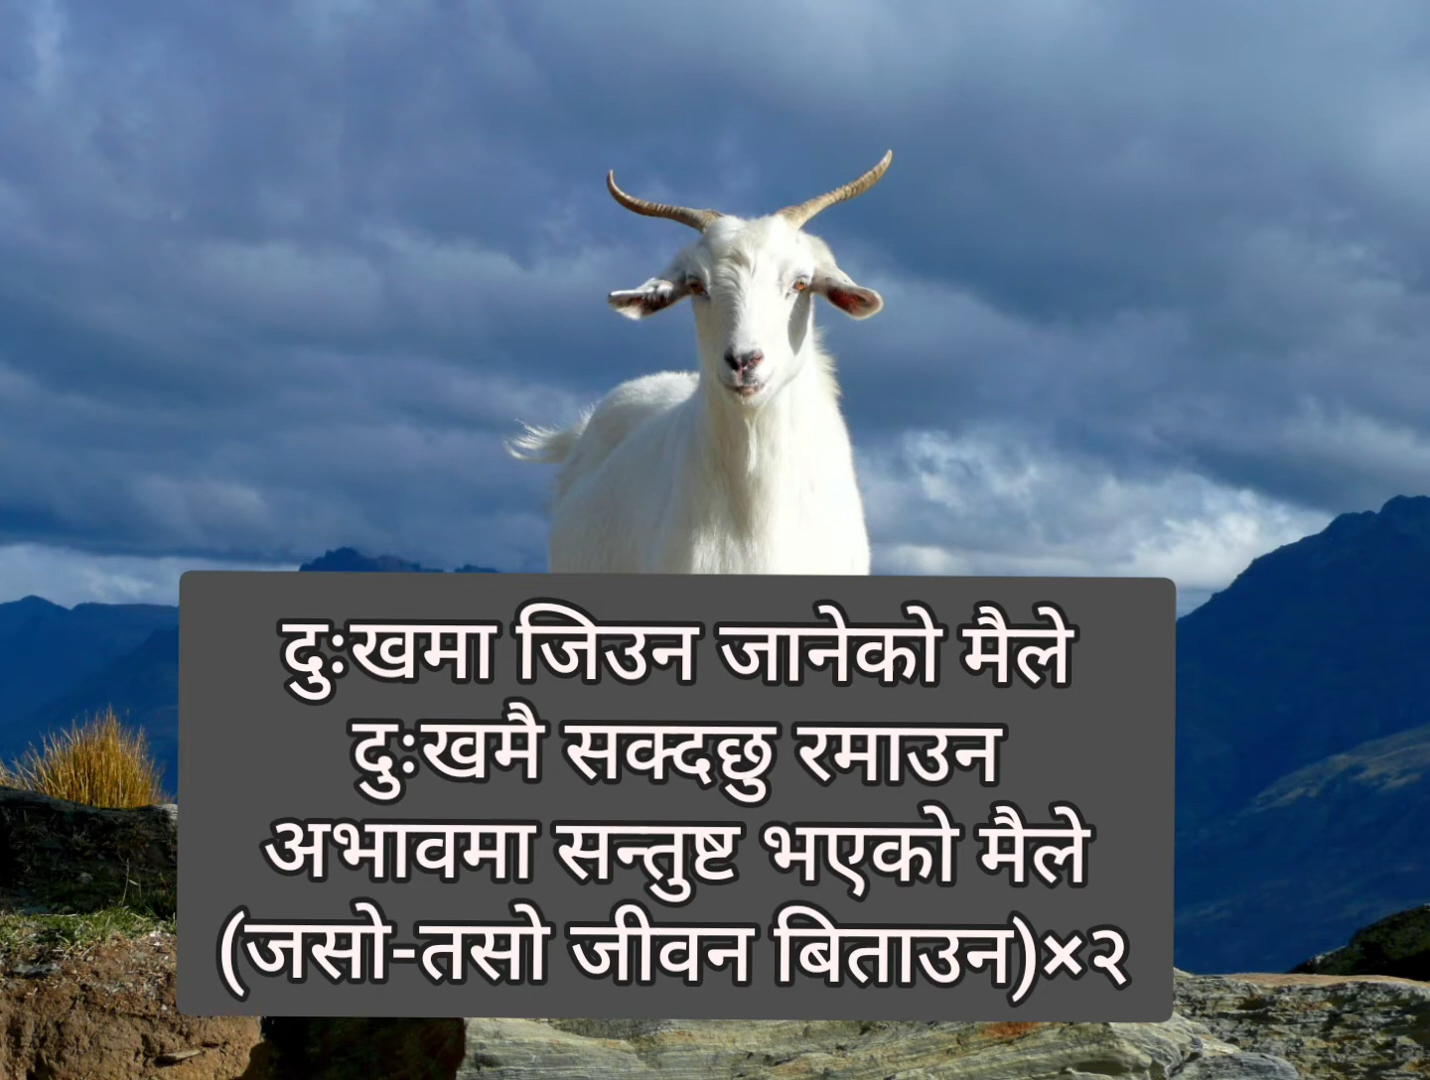 दुःखमा जिउन जानेको मैले
दुःखमै सक्दछु रमाउन
अभावमा सन्तुष्ट भएको मैले
(जसो-तसो जीवन बिताउन)×२